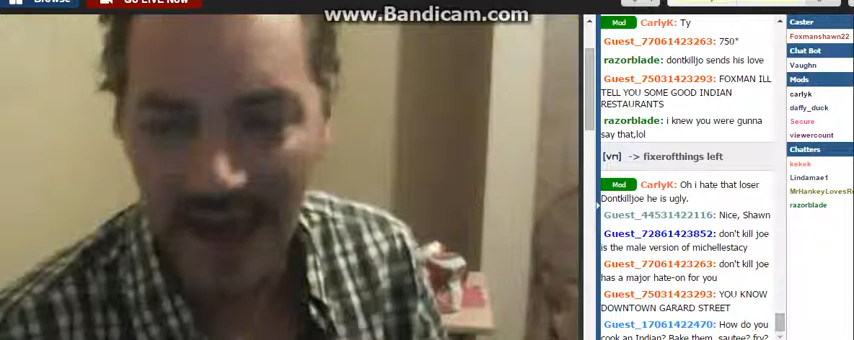 Browse
GO LIVE NOW
www.Bandicam.com
Mod CarlyK: Ty
Guest_77061423263: 750"
razorblade: dontkilljo sends his love
Guest_75031423293: FOXMAN ILL
TELL YOU SOME GOOD INDIAN
RESTAURANTS
razorblade: i knew you were gunna
say that,lol
[vn] -> fixerofthings left
Mod CarlyK: Oh i hate that loser
Dontkilljoe he is ugly.
Guest_44531422116: Nice, Shawn
Guest_72861423852: don't kill joe
is the male version of michellestacy
Guest_77061423263: don't kill joe
has a major hate-on for you
Guest_75031423293: YOU KNOW
DOWNTOWN GARARD STREET
Guest_17061422470: How do you
cook an Indian? Bake them, sautee? fry?
Caster
Foxmanshawn22
Chat Bot
Vaughn
Mods
carlyk
daffy_duck
Secure
viewercount
Chatters
kekek
Lindamae1
MrHankeyLovesR
razorblade